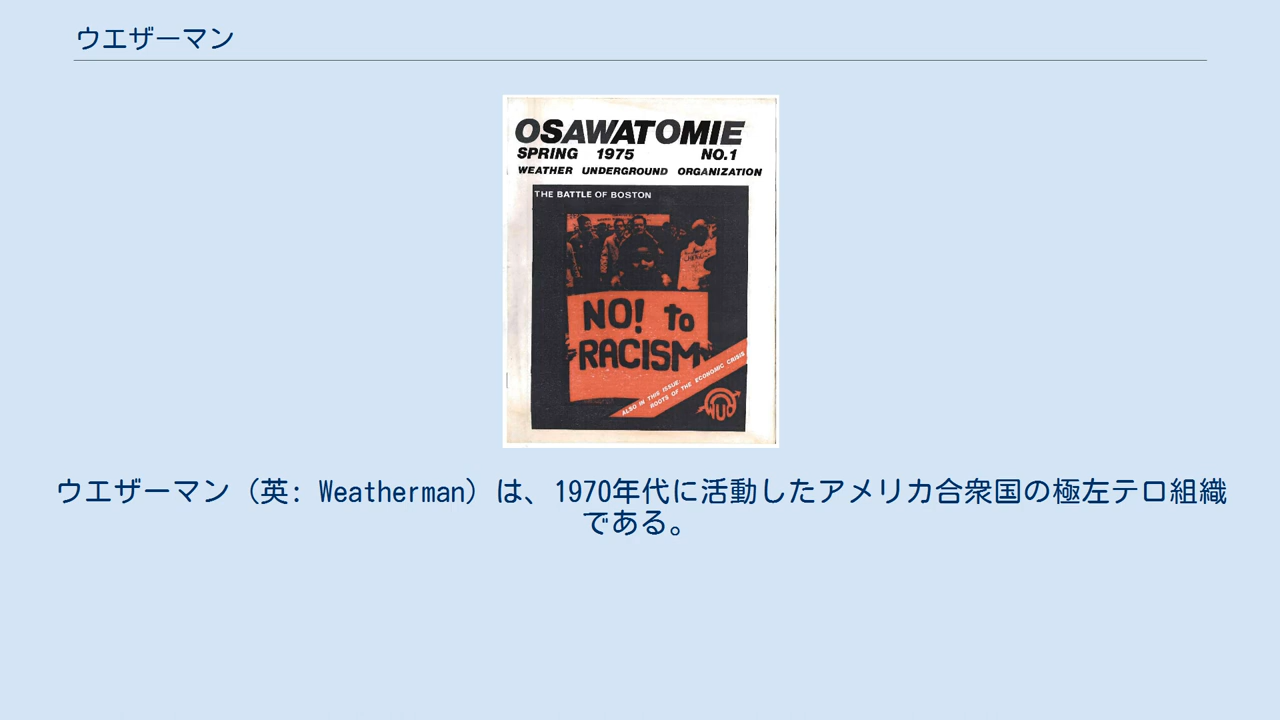 ウエザーマン
OSAWATOMIE
SPRING 1975 NO.1
WEATHER UNDERGROUND ORGANIZATION
THE BATTLE OF BOSTON
NO! to
RACISM
ALSO IN THIS ISSUE:
ROOTS OF THE ECONOMIC CRISIS
WUO
ウエザーマン（英: Weatherman）は、1970年代に活動したアメリカ合衆国の極左テロ組織
である。